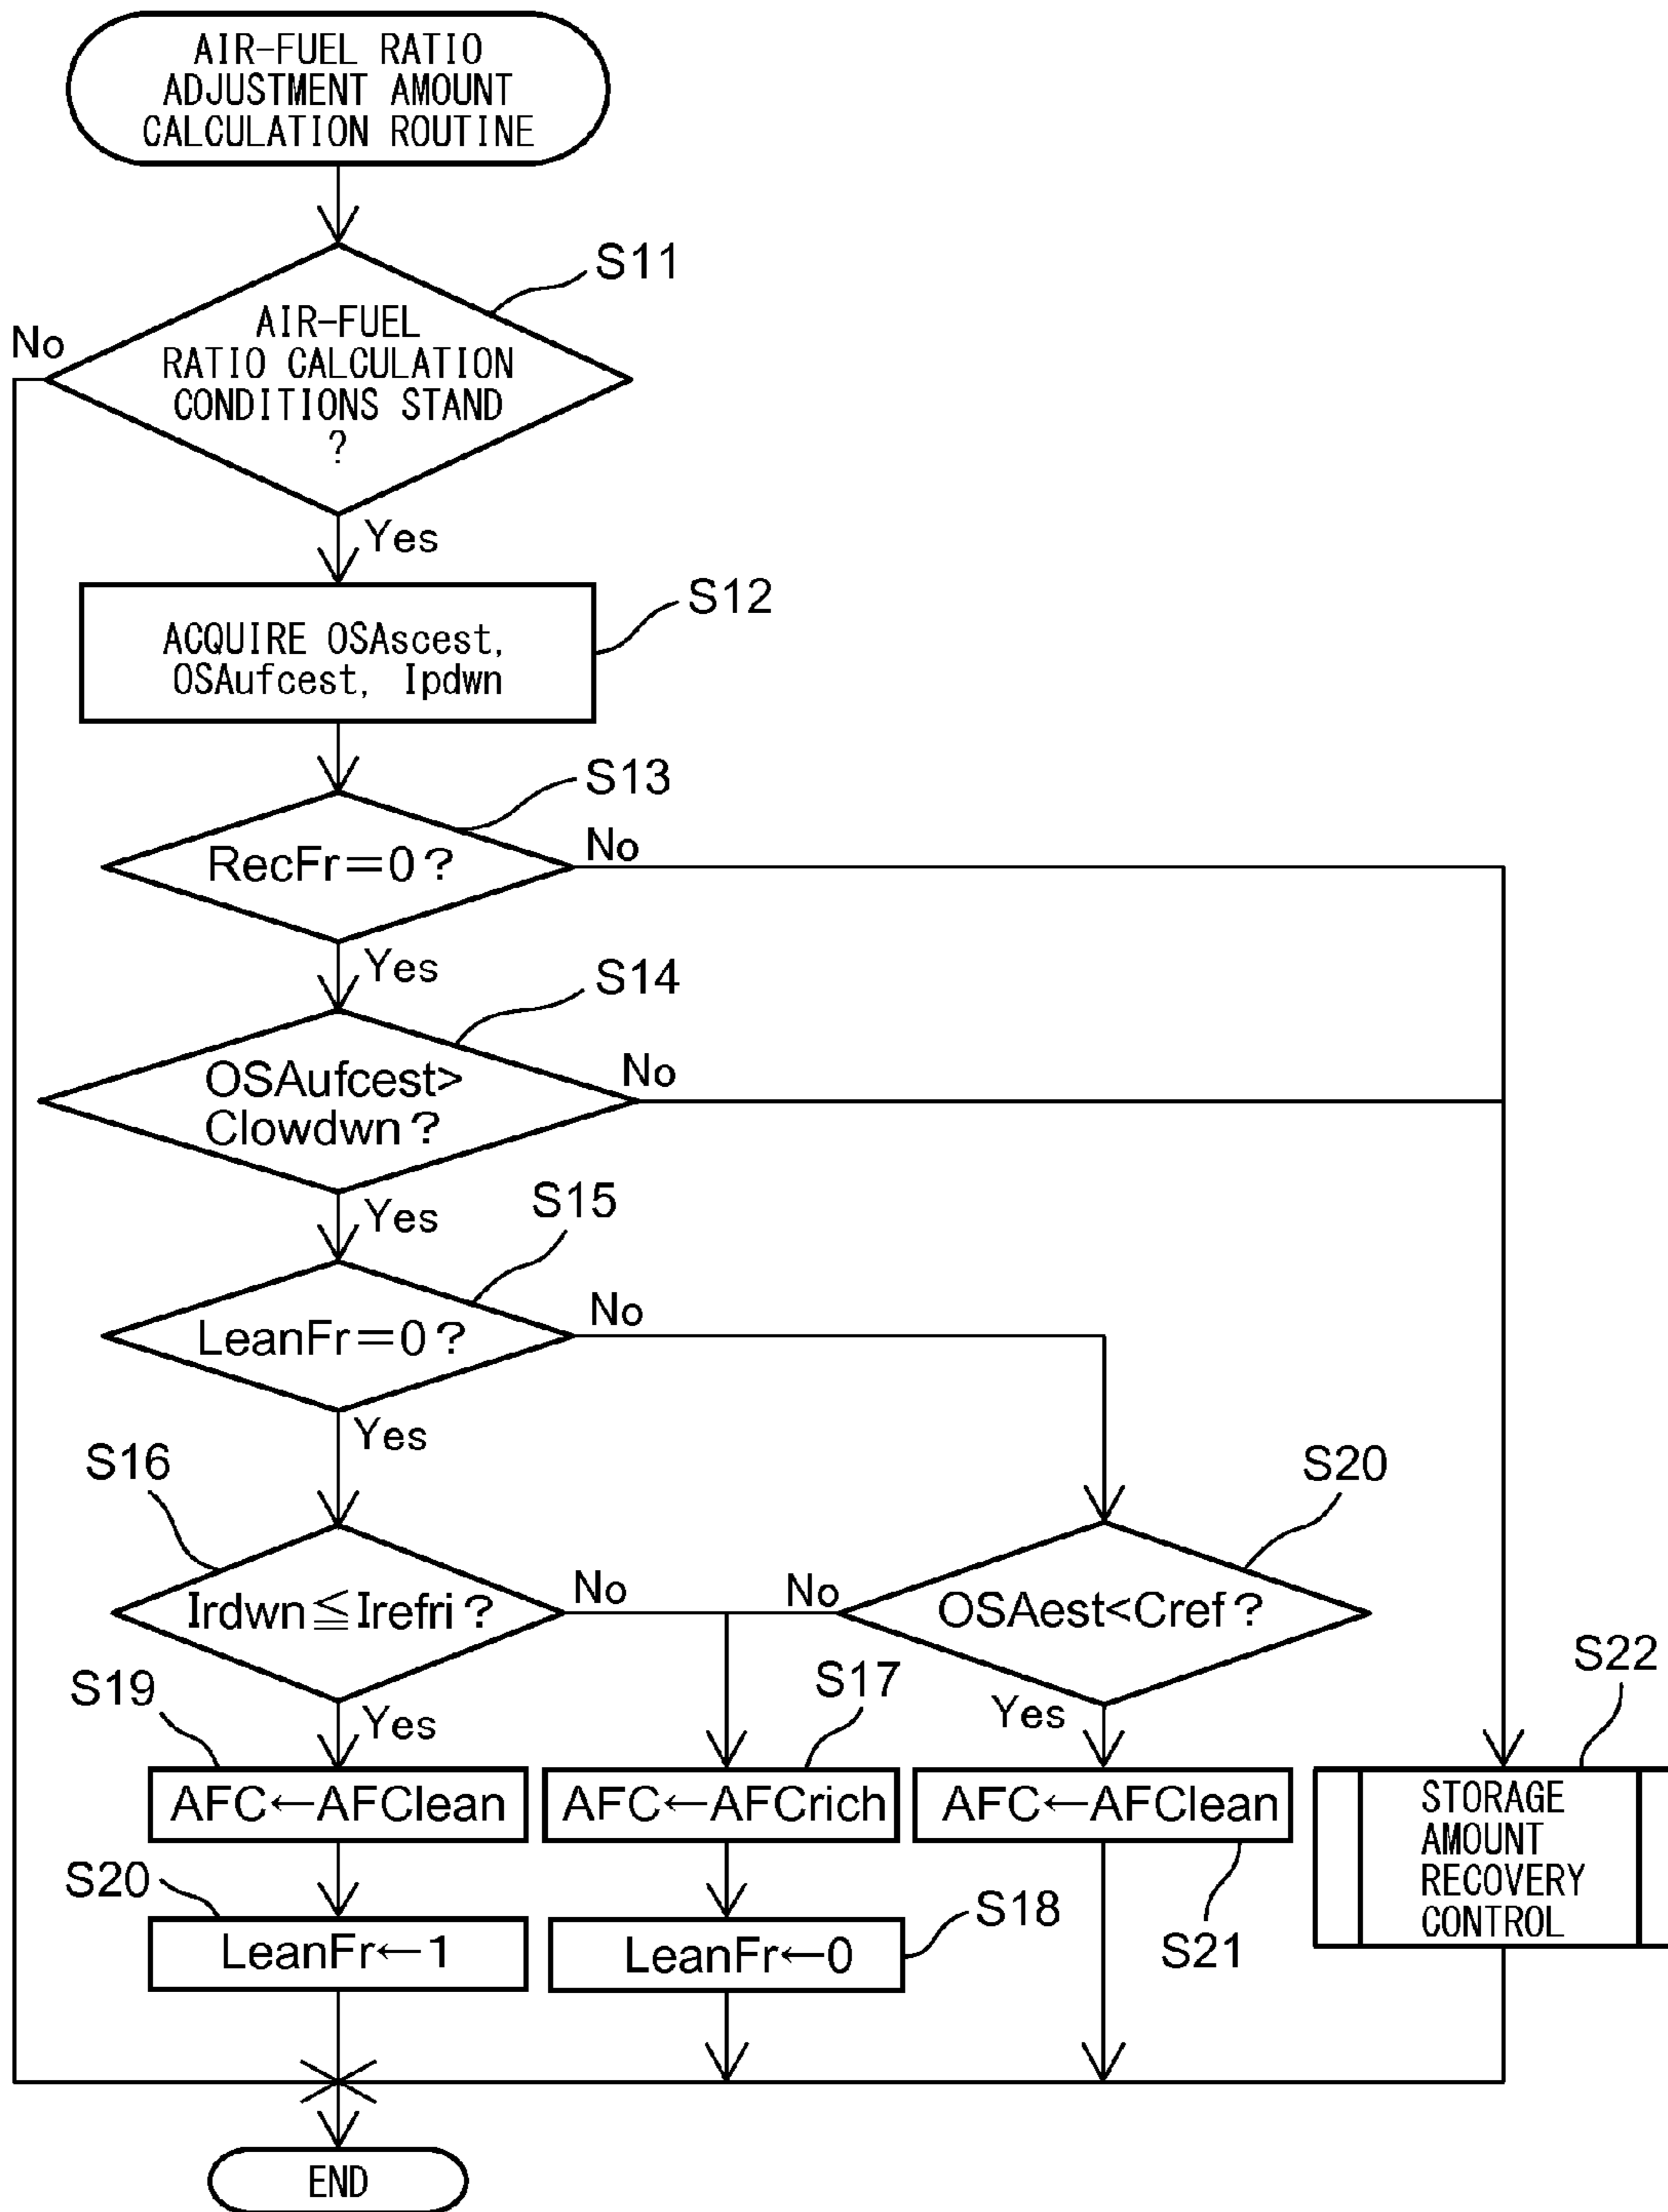 AIR-FUEL RATIO
ADJUSTMENT AMOUNT
CALCULATION ROUTINE
S11
No
AIR-FUEL
RATIO CALCULATION
CONDITIONS STAND
?
Yes
S12
ACQUIRE OSAscest,
OSAufcest, Ipdwn
S13
RecFr=0?
No
Yes
S14
OSAufcest>
Clowdwn?
No
Yes
S15
LeanFr=0?
No
Yes
S16
S20
Irdwn≦Irefri?
No
No
OSAest<Cref?
S19
Yes
S17
Yes
S22
AFC←AFClean
AFC←AFCrich
AFC←AFClean
STORAGE
AMOUNT
RECOVERY
CONTROL
S20
LeanFr←1
LeanFr←0
S18
S21
END